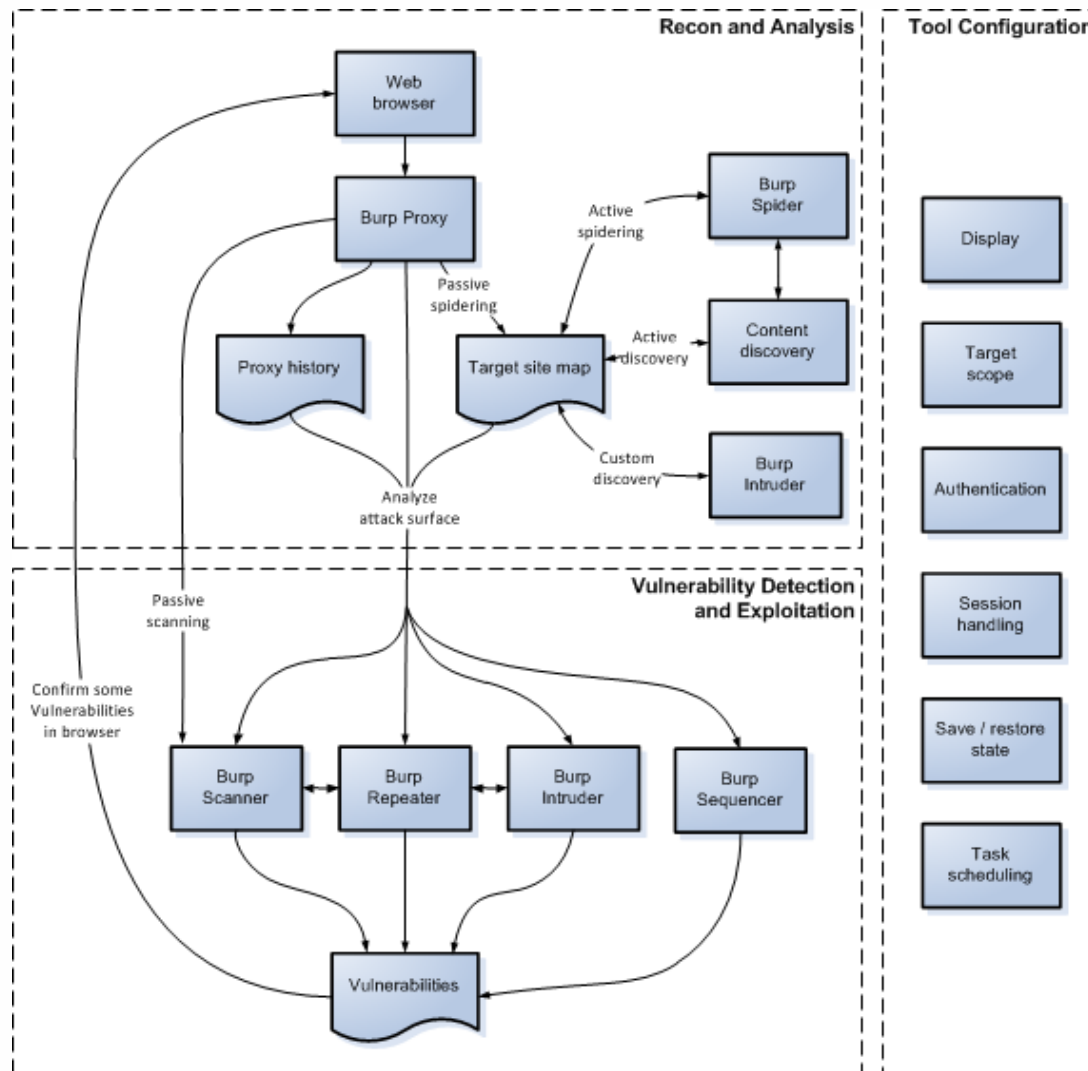 Recon and Analysis
Tool Configuration
Web
browser
Burp Proxy
Burp
Spider
Active
spidering
Passive
spidering
Display
Proxy history
Target site map
Active
discovery
Content
discovery
Target
scope
Custom
discovery
Burp
Intruder
Analyze
attack surface
Authentication
Vulnerability Detection
and Exploitation
Passive
scanning
Session
handling
Confirm some
Vulnerabilities
in browser
Burp
Scanner
Burp
Repeater
Burp
Intruder
Burp
Sequencer
Save / restore
state
Task
scheduling
Vulnerabilities